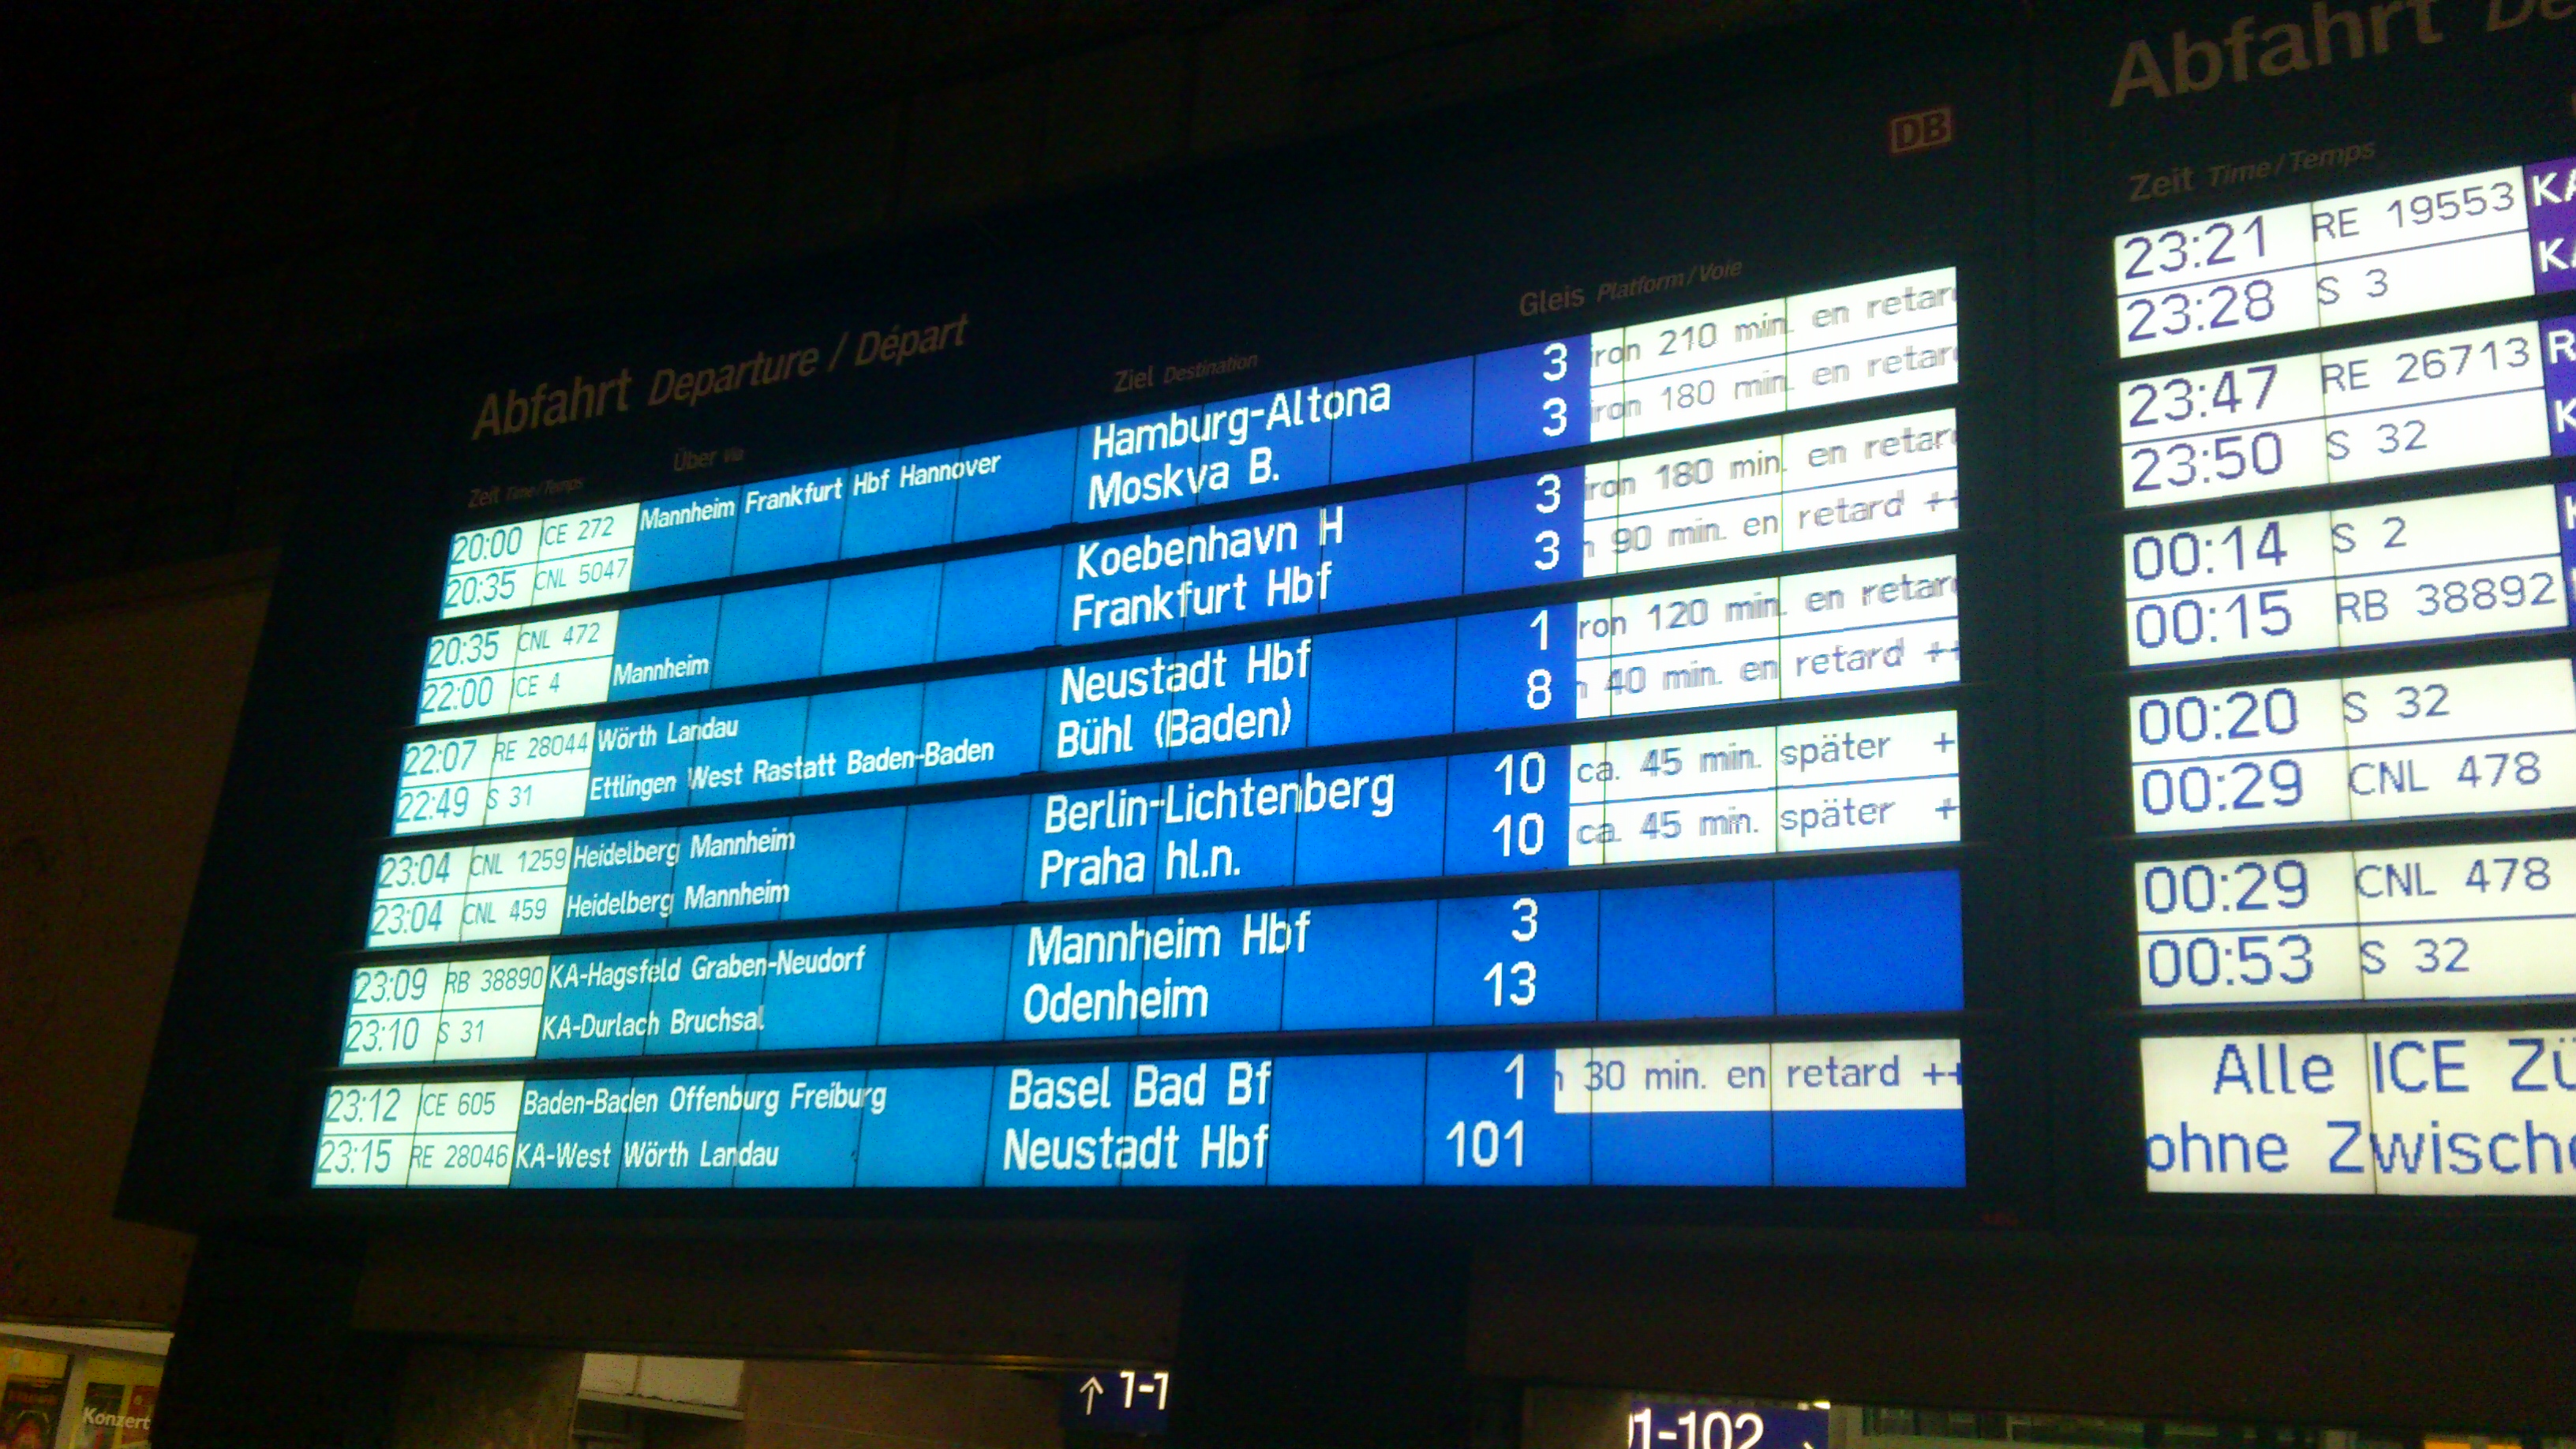 Abfahrt Departure / Départ
DB
Zeit Time/Temps Über via Ziel Destination Gleis Platform/Voie
20:00 ICE 272 Mannheim Frankfurt Hbf Hannover Hamburg-Altona 3 iron 210 min. en retar
20:35 CNL 5047 Moskva B. 3 iron 180 min. en retar
20:35 CNL 472 Koebenhavn H 3 ron 180 min. en retar
22:00 ICE 4 Mannheim Frankfurt Hbf 3 90 min. en retard ++
22:07 RE 28044 Wörth Landau Neustadt Hbf 1 ron 120 min. en retar
22:49 S 31 Ettlingen West Rastatt Baden-Baden Bühl (Baden) 8 40 min. en retard ++
23:04 CNL 1259 Heidelberg Mannheim Berlin-Lichtenberg 10 ca. 45 min. später +
23:04 CNL 459 Heidelberg Mannheim Praha hl.n. 10 ca. 45 min. später +
23:09 RB 38890 KA-Hagsfeld Graben-Neudorf Mannheim Hbf 3
23:10 S 31 KA-Durlach Bruchsal Odenheim 13
23:12 ICE 605 Baden-Baden Offenburg Freiburg Basel Bad Bf 1 30 min. en retard ++
23:15 RE 28046 KA-West Wörth Landau Neustadt Hbf 101
Abfahrt De
Zeit Time/Temps
23:21 RE 19553 KA
23:28 S 3 KA
23:47 RE 26713 R
23:50 S 32 K
00:14 S 2
00:15 RB 38892
00:20 S 32
00:29 CNL 478
00:29 CNL 478
00:53 S 32
Alle ICE Zü
ohne Zwische
↑ 1-1
1-102
Konzert